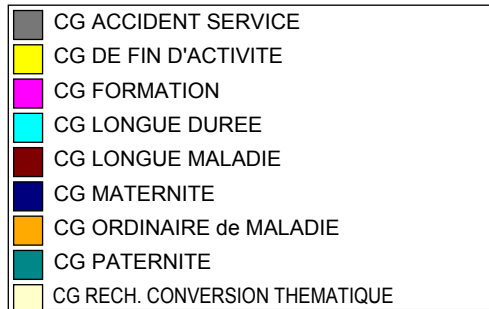 CG ACCIDENT SERVICE
CG DE FIN D'ACTIVITE
CG FORMATION
CG LONGUE DUREE
CG LONGUE MALADIE
CG MATERNITE
CG ORDINAIRE de MALADIE
CG PATERNITE
CG RECH. CONVERSION THEMATIQUE